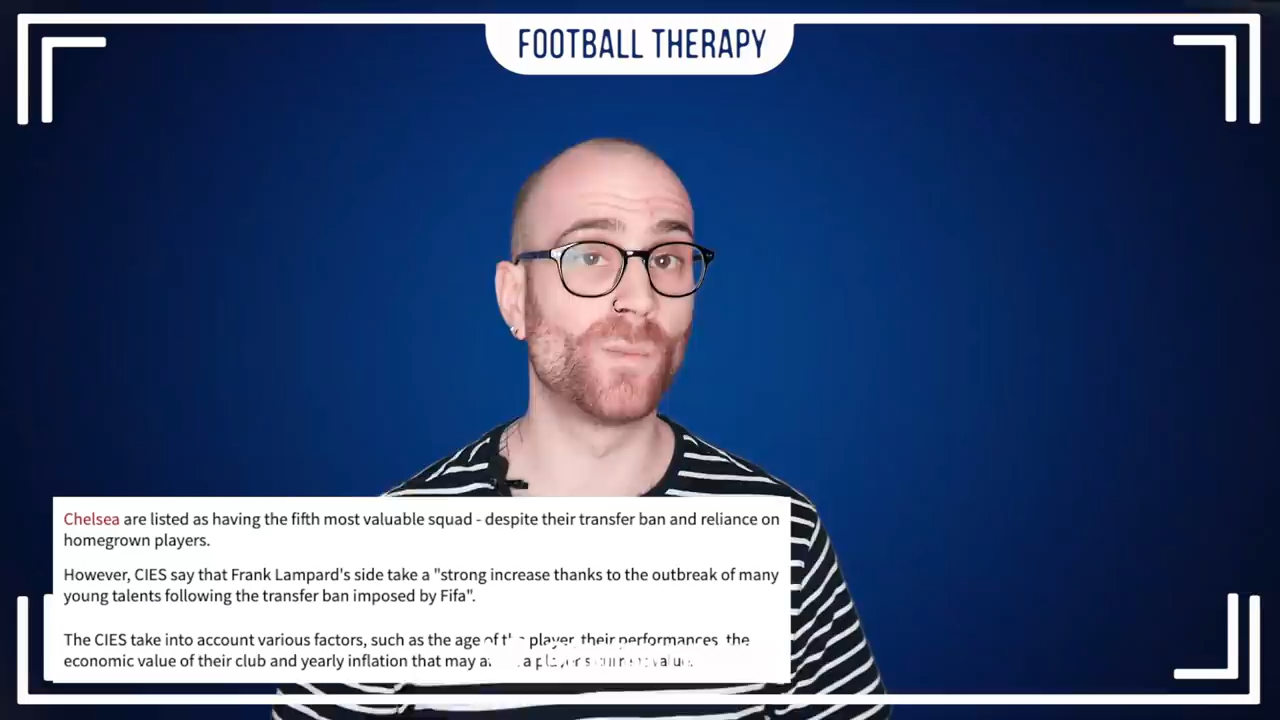 FOOTBALL THERAPY
Chelsea are listed as having the fifth most valuable squad - despite their transfer ban and reliance on
homegrown players.
However, CIES say that Frank Lampard's side take a "strong increase thanks to the outbreak of many
young talents following the transfer ban imposed by Fifa".
The CIES take into account various factors, such as the age of the player, their performances, the
economic value of their club and yearly inflation that may a player's current value.